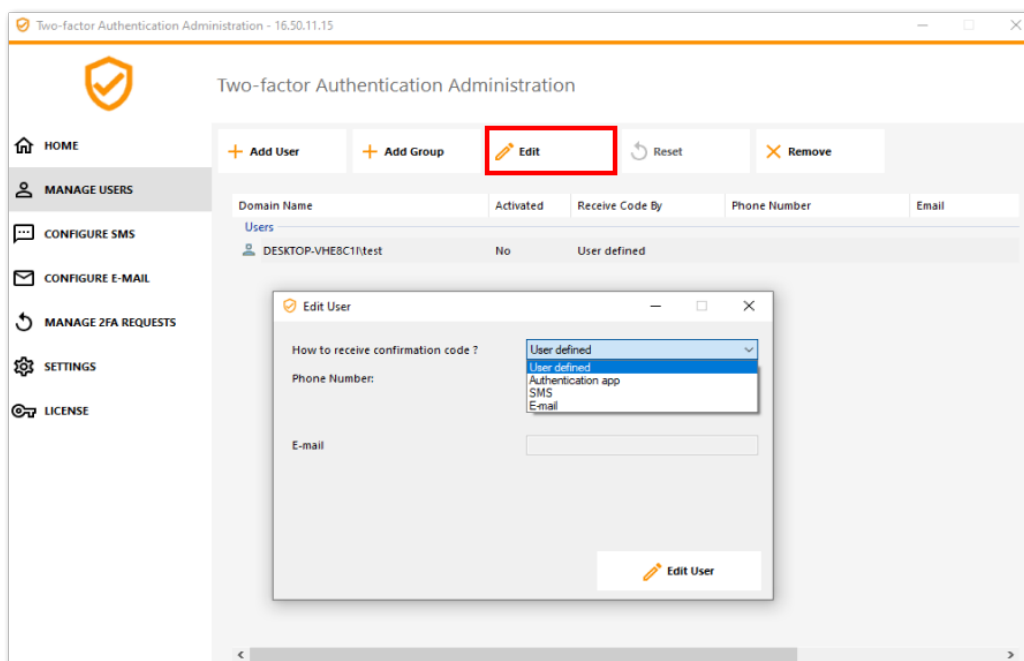 Two-factor Authentication Administration - 16.50.11.15
Two-factor Authentication Administration
HOME
MANAGE USERS
CONFIGURE SMS
CONFIGURE E-MAIL
MANAGE 2FA REQUESTS
SETTINGS
LICENSE
Add User Add Group Edit Reset Remove
Domain Name Activated Receive Code By Phone Number Email
Users
DESKTOP-VHE8C1I\test No User defined
Edit User
How to receive confirmation code ? User defined
User defined
Authentication app
SMS
E-mail
Phone Number:
E-mail
Edit User